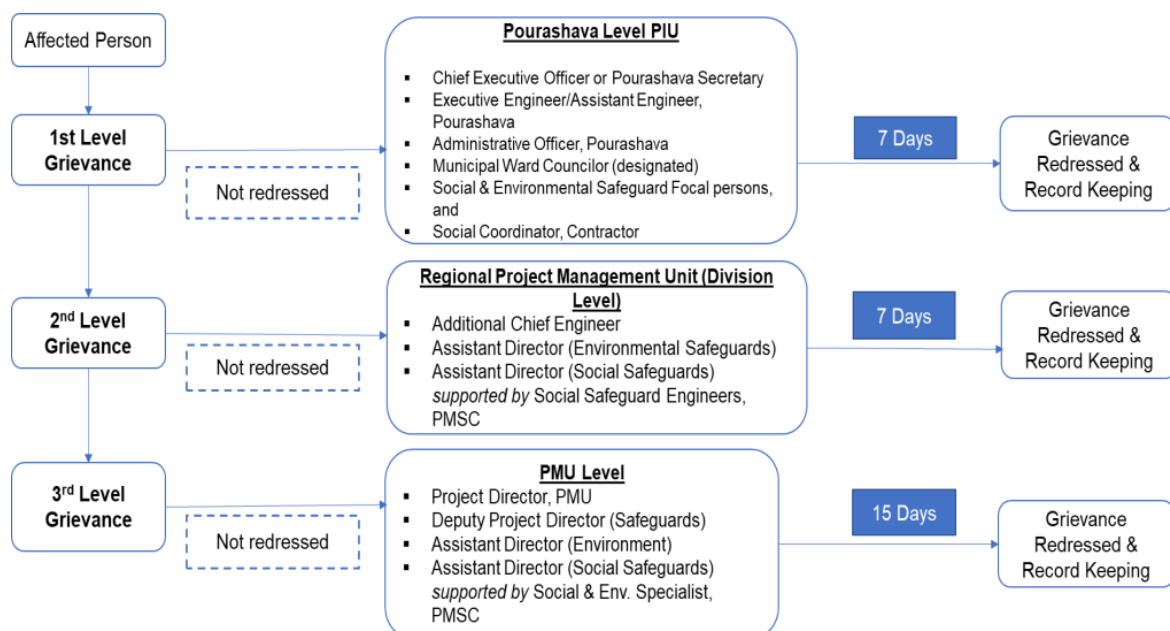 Affected Person
Pourashava Level PIU
▪ Chief Executive Officer or Pourashava Secretary
▪ Executive Engineer/Assistant Engineer,
Pourashava
▪ Administrative Officer, Pourashava
▪ Municipal Ward Councilor (designated)
▪ Social & Environmental Safeguard Focal persons,
and
▪ Social Coordinator, Contractor
1st Level
Grievance
Not redressed
7 Days
Grievance
Redressed &
Record Keeping
Regional Project Management Unit (Division
Level)
▪ Additional Chief Engineer
▪ Assistant Director (Environmental Safeguards)
▪ Assistant Director (Social Safeguards)
supported by Social Safeguard Engineers,
PMSC
2nd Level
Grievance
Not redressed
7 Days
Grievance
Redressed &
Record Keeping
PMU Level
▪ Project Director, PMU
▪ Deputy Project Director (Safeguards)
▪ Assistant Director (Environment)
▪ Assistant Director (Social Safeguards)
supported by Social & Env. Specialist,
PMSC
3rd Level
Grievance
Not redressed
15 Days
Grievance
Redressed &
Record Keeping